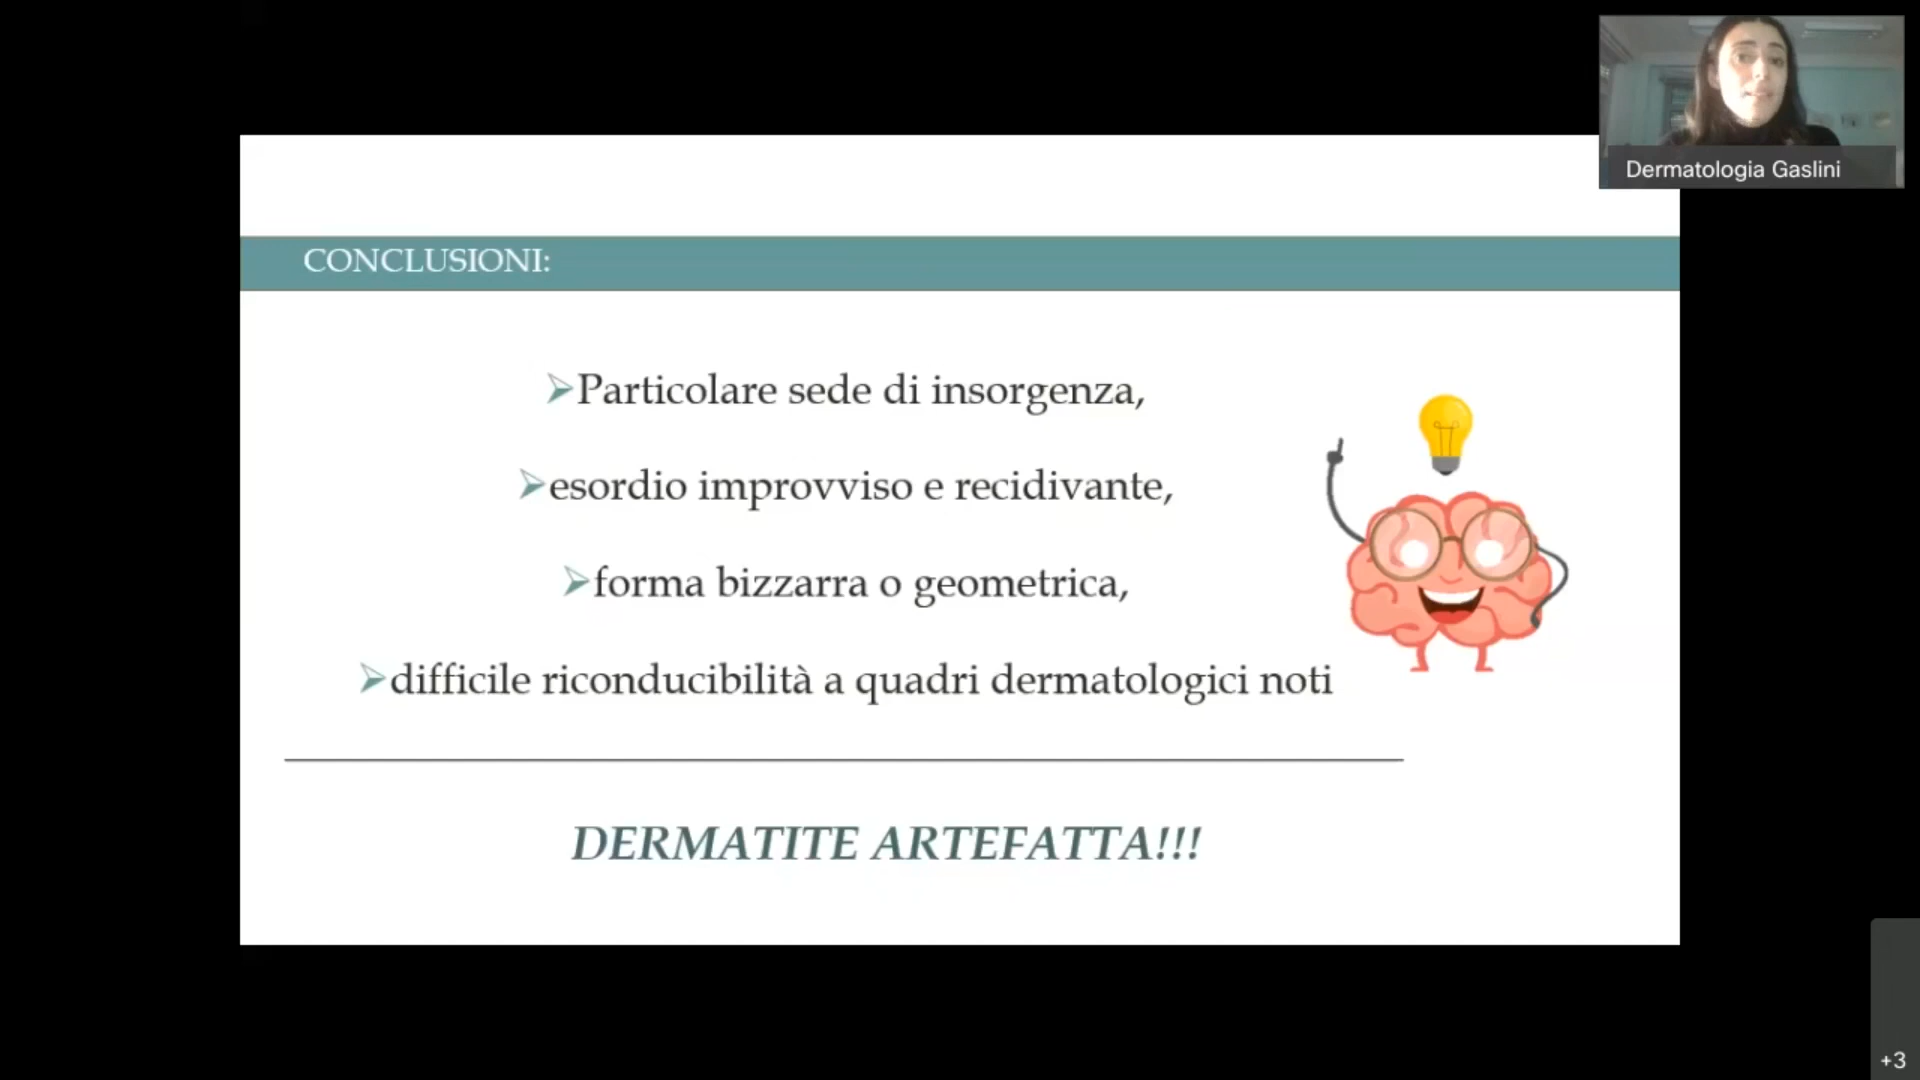 Dermatologia Gaslini
CONCLUSIONI:
➢Particolare sede di insorgenza,
➢esordio improvviso e recidivante,
➢forma bizzarra o geometrica,
➢difficile riconducibilità a quadri dermatologici noti
DERMATITE ARTEFATTA!!!
+3